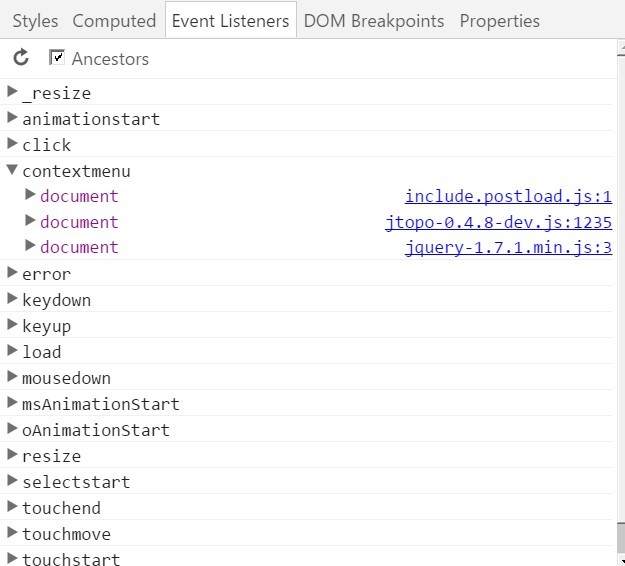 Styles Computed Event Listeners DOM Breakpoints Properties
Ancestors
_resize
animationstart
click
contextmenu
document include.postload.js:1
document jtopo-0.4.8-dev.js:1235
document jquery-1.7.1.min.js:3
error
keydown
keyup
load
mousedown
msAnimationStart
oAnimationStart
resize
selectstart
touchend
touchmove
touchstart